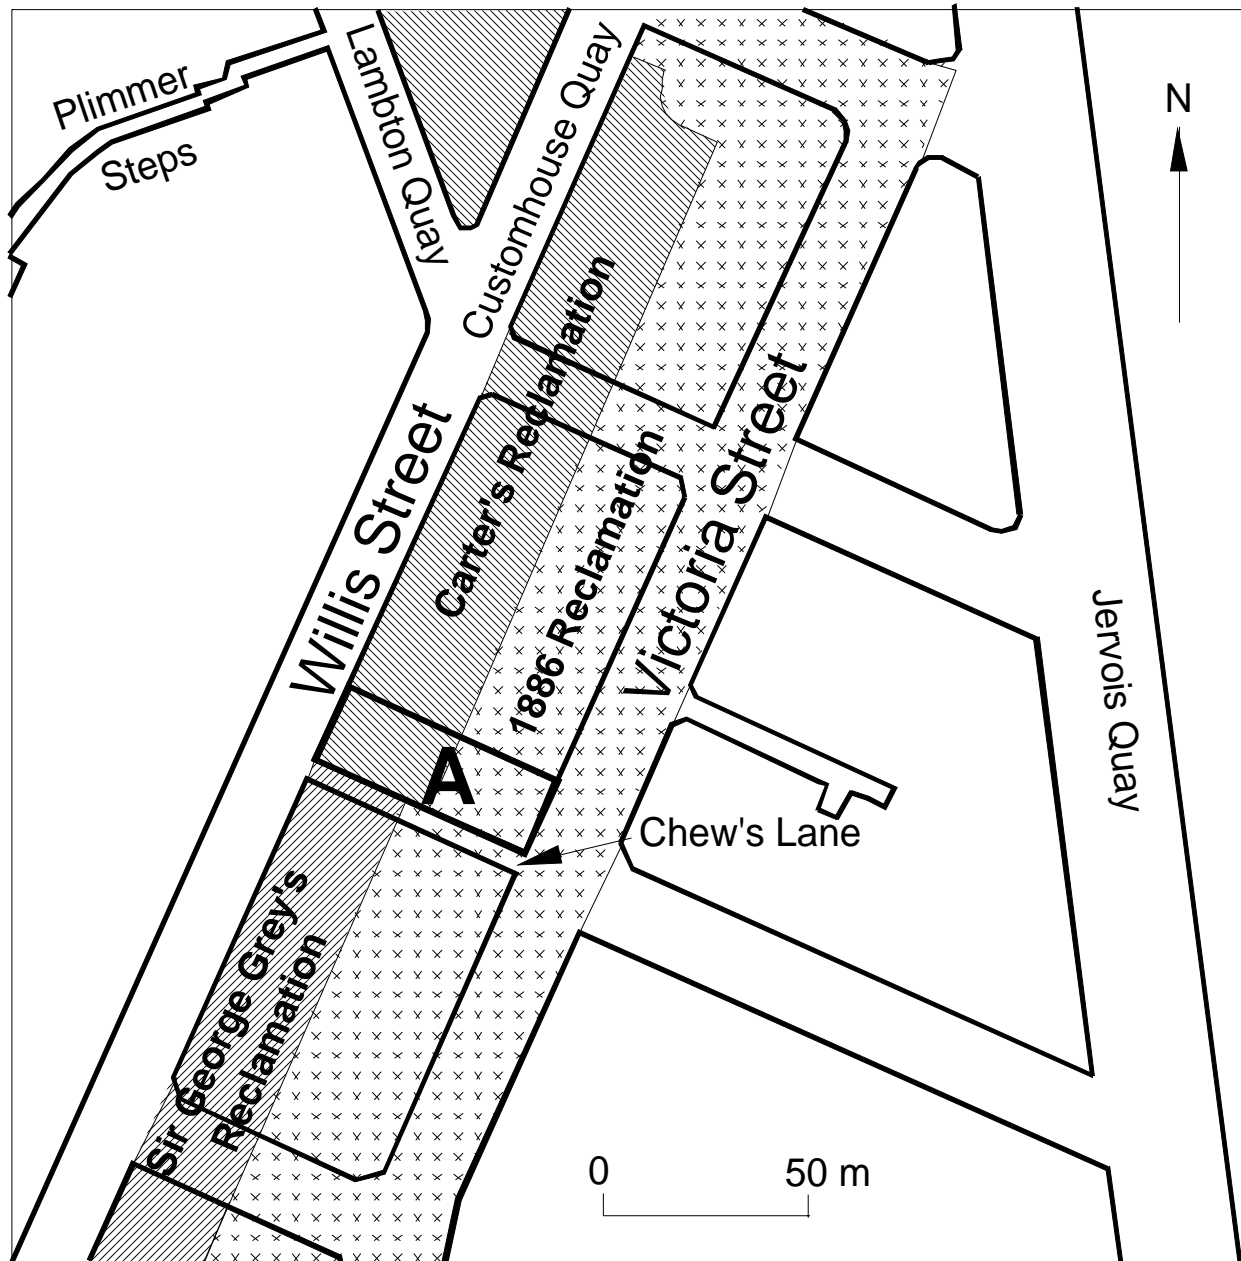 Plimmer
Steps
Lambton Quay
Customhouse Quay
N
Willis Street
Carter's Reclamation
1886 Reclamation
Victoria Street
Jervois Quay
A
Chew's Lane
Sir George Grey's
Reclamation
0 50 m